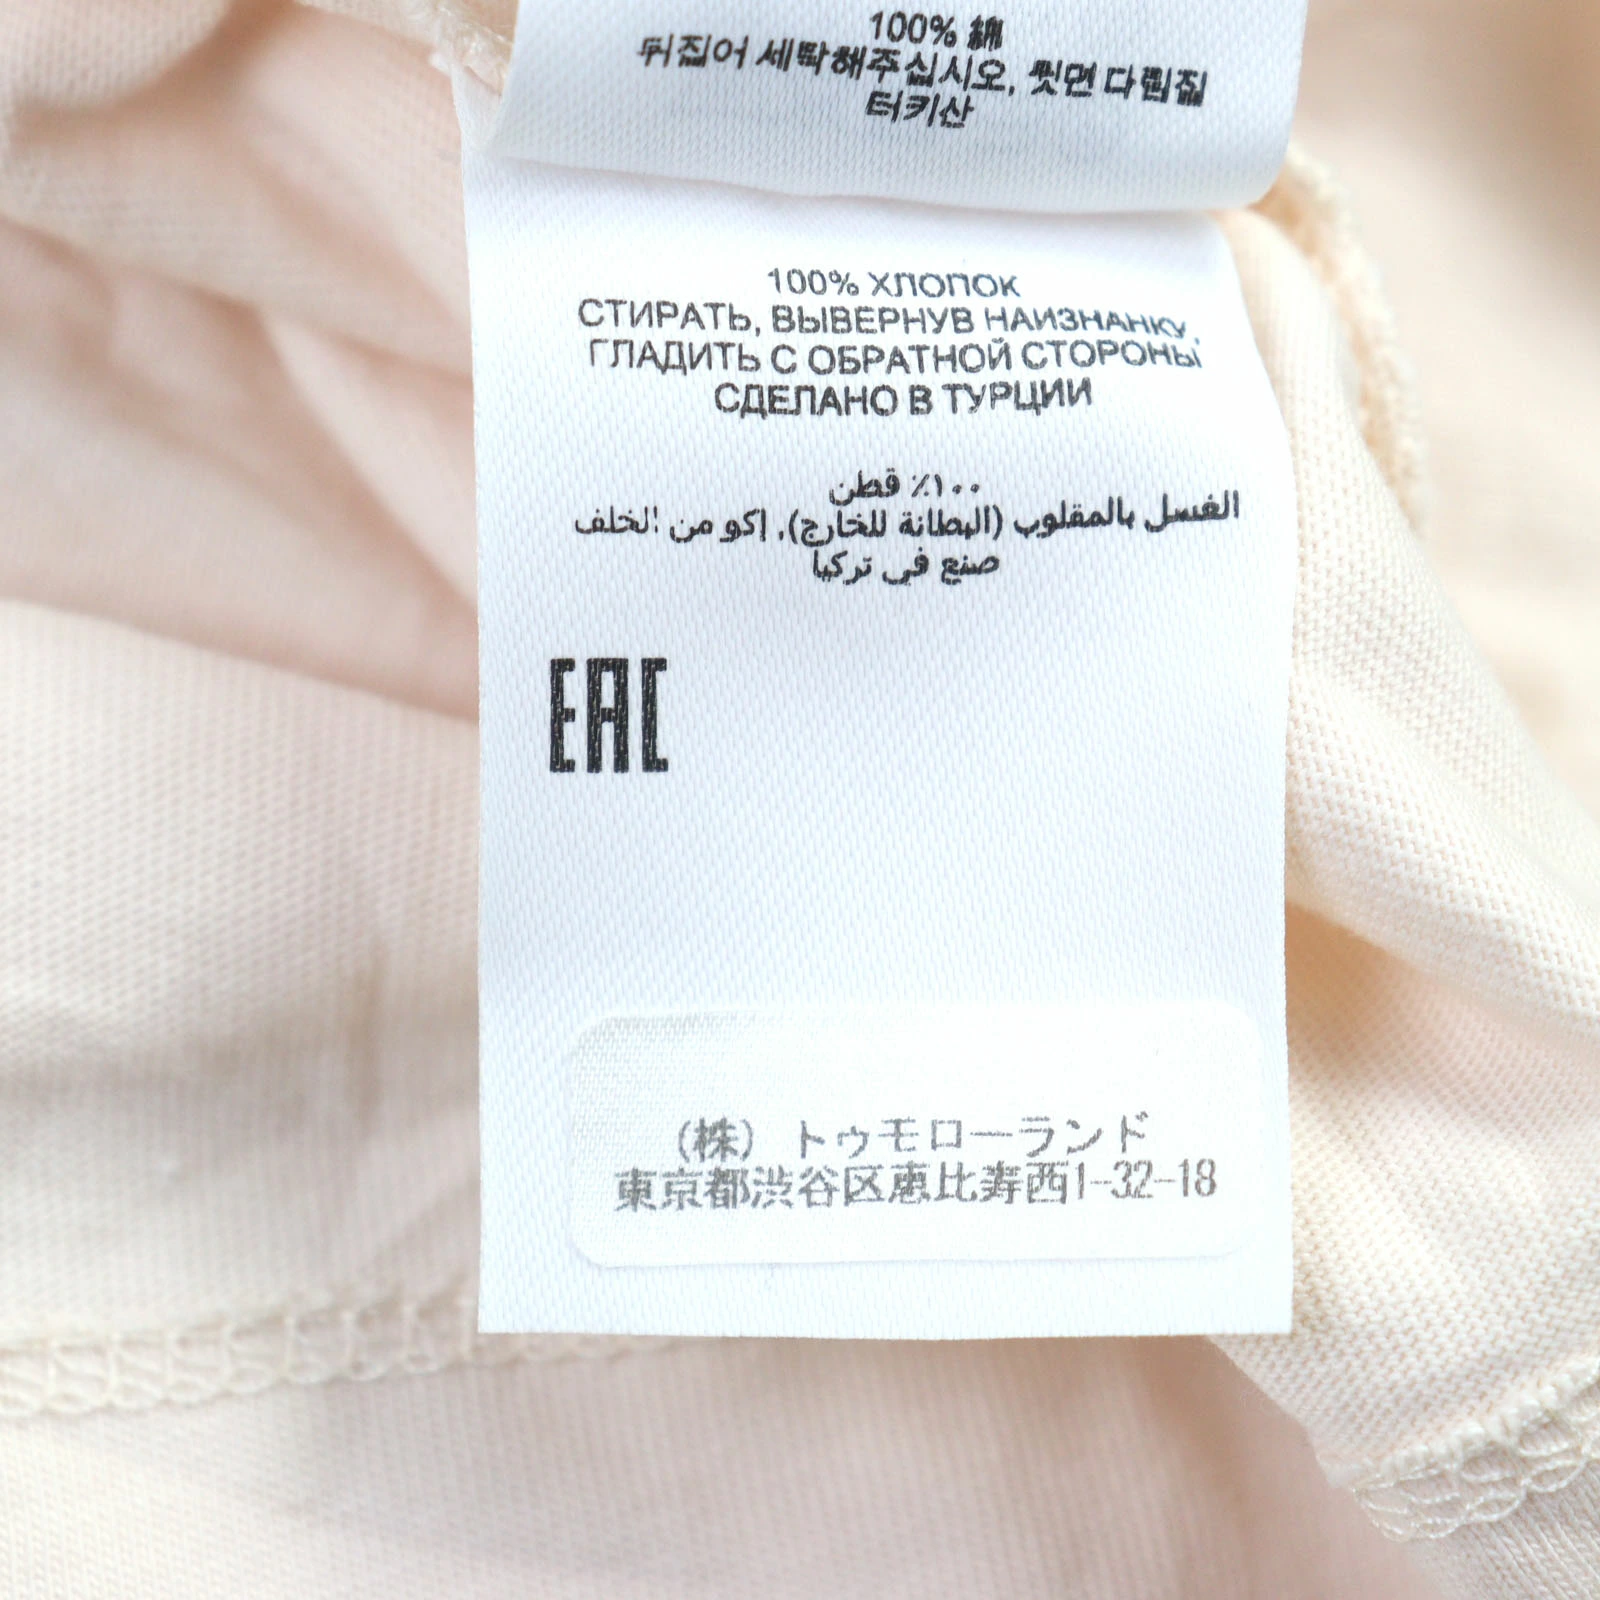 100% 綿
뒤집어 세탁해주십시오, 뒷면 다림질
터키산
100% ХЛОПОК
СТИРАТЬ, ВЫВЕРНУВ НАИЗНАНКУ,
ГЛАДИТЬ С ОБРАТНОЙ СТОРОНЫ
СДЕЛАНО В ТУРЦИИ
١٠٠٪ قطن
الغسل بالمقلوب (البطانة للخارج). إكو من الخلف
صنع في تركيا
EAC
(株) トゥモローランド
東京都渋谷区恵比寿西1-32-18